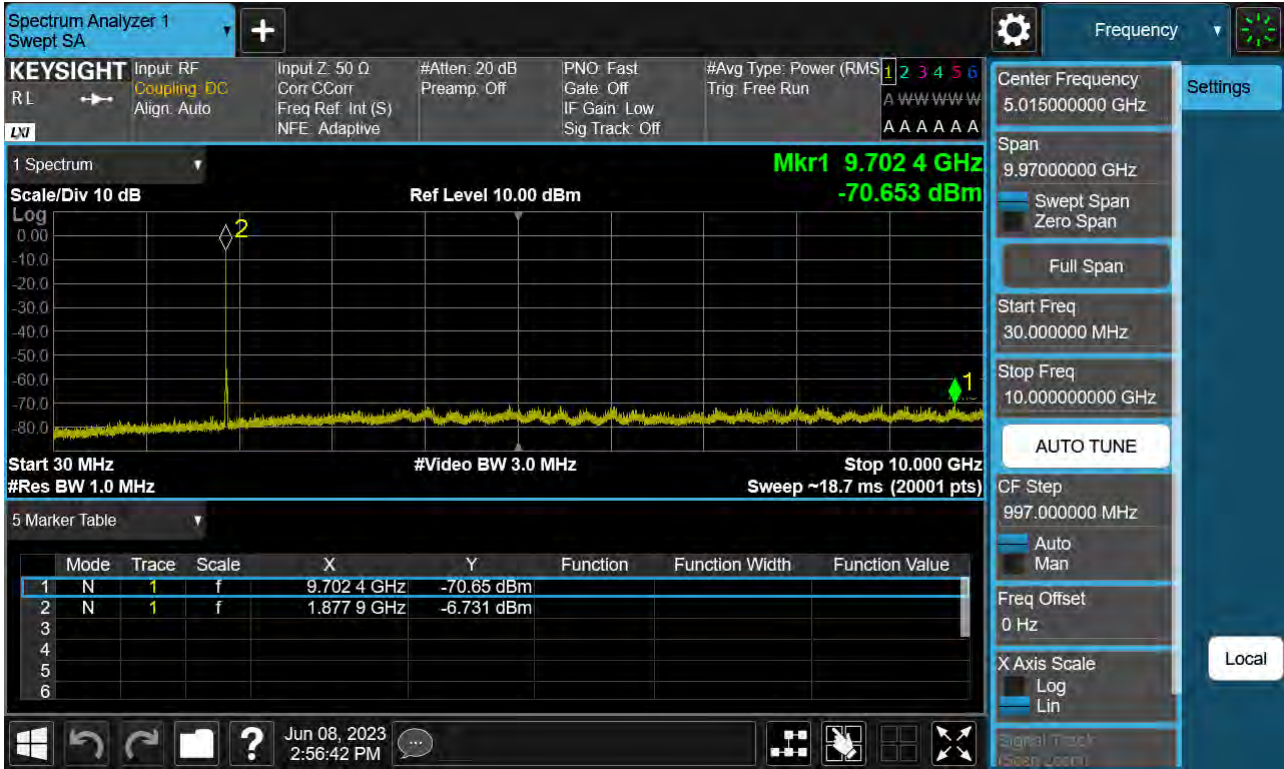 Spectrum Analyzer 1
Swept SA
Frequency
KEYSIGHT
RL
LXI
Input: RF
Coupling: DC
Align: Auto
Input Z: 50 Ω
Corr CCorr
Freq Ref: Int (S)
NFE: Adaptive
#Atten: 20 dB
Preamp: Off
PNO: Fast
Gate: Off
IF Gain: Low
Sig Track: Off
#Avg Type: Power (RMS
Trig: Free Run
1 2 3 4 5 6
A W W W W W
A A A A A A
1 Spectrum
Scale/Div 10 dB
Ref Level 10.00 dBm
Mkr1 9.702 4 GHz
-70.653 dBm
Log
0.00
-10.0
-20.0
-30.0
-40.0
-50.0
-60.0
-70.0
-80.0
2
1
Start 30 MHz
#Video BW 3.0 MHz
Stop 10.000 GHz
#Res BW 1.0 MHz
Sweep ~18.7 ms (20001 pts)
5 Marker Table
Mode Trace Scale X Y Function Function Width Function Value
1 N 1 f 9.702 4 GHz -70.65 dBm
2 N 1 f 1.877 9 GHz -6.731 dBm
3
4
5
6
Jun 08, 2023
2:56:42 PM
Center Frequency
5.015000000 GHz
Settings
Span
9.97000000 GHz
Swept Span
Zero Span
Full Span
Start Freq
30.000000 MHz
Stop Freq
10.000000000 GHz
AUTO TUNE
CF Step
997.000000 MHz
Auto
Man
Freq Offset
0 Hz
X Axis Scale
Log
Lin
Local
Signal Track
(Span Zoom)